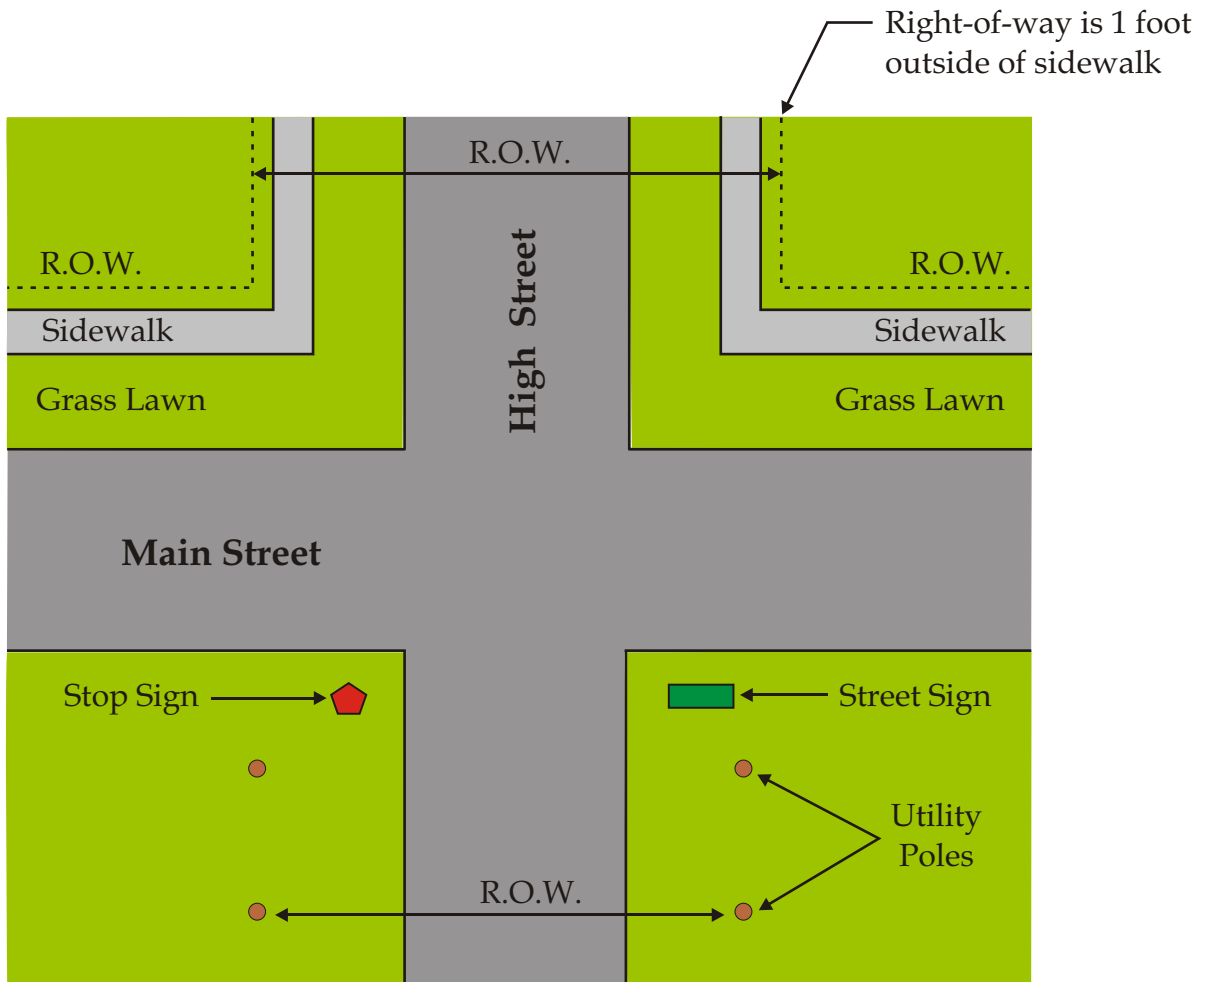 Right-of-way is 1 foot
outside of sidewalk
R.O.W.
High Street
R.O.W.
R.O.W.
Sidewalk
Sidewalk
Grass Lawn
Grass Lawn
Main Street
Stop Sign
Street Sign
Utility
Poles
R.O.W.